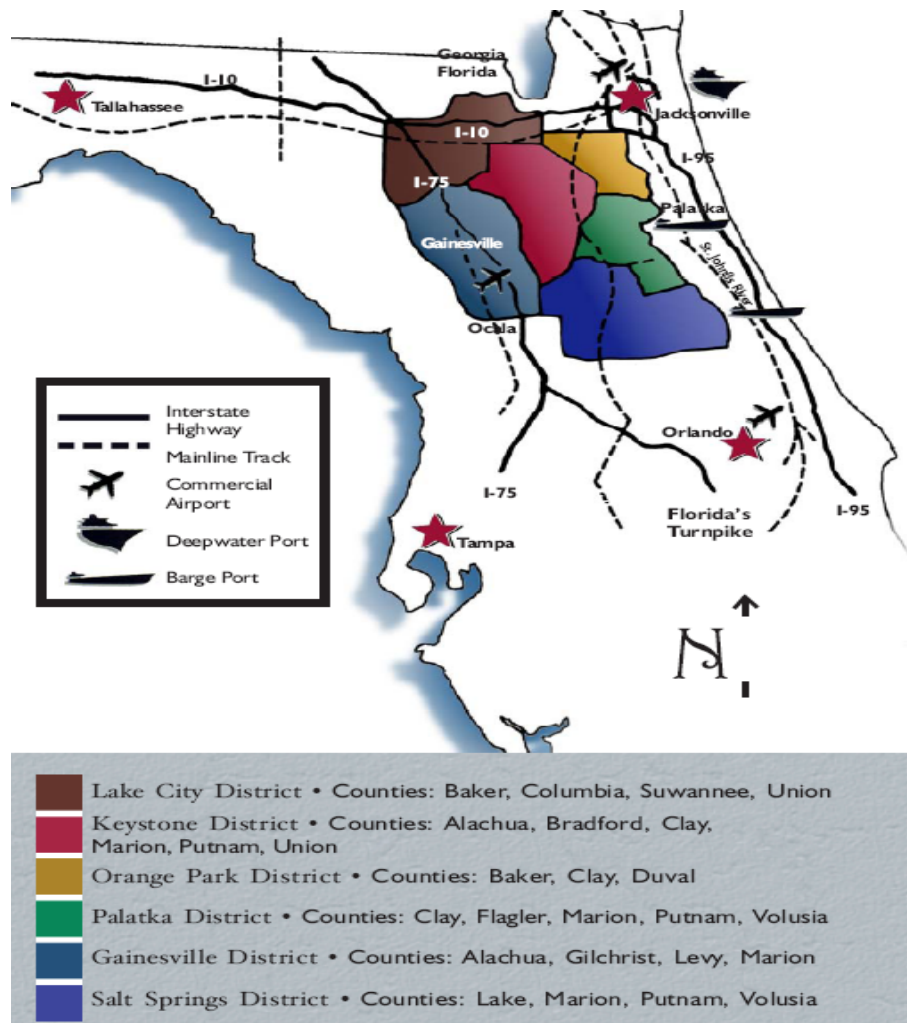 Georgia
Florida
I-10
Tallahassee
Jacksonville
I-10
I-95
I-75
Palatka
Gainesville
St. John's River
Ocala
Interstate
Highway
Mainline Track
Commercial
Airport
Deepwater Port
Barge Port
Orlando
I-75
Florida's
Turnpike
I-95
Tampa
N
Lake City District • Counties: Baker, Columbia, Suwannee, Union
Keystone District • Counties: Alachua, Bradford, Clay,
Marion, Putnam, Union
Orange Park District • Counties: Baker, Clay, Duval
Palatka District • Counties: Clay, Flagler, Marion, Putnam, Volusia
Gainesville District • Counties: Alachua, Gilchrist, Levy, Marion
Salt Springs District • Counties: Lake, Marion, Putnam, Volusia